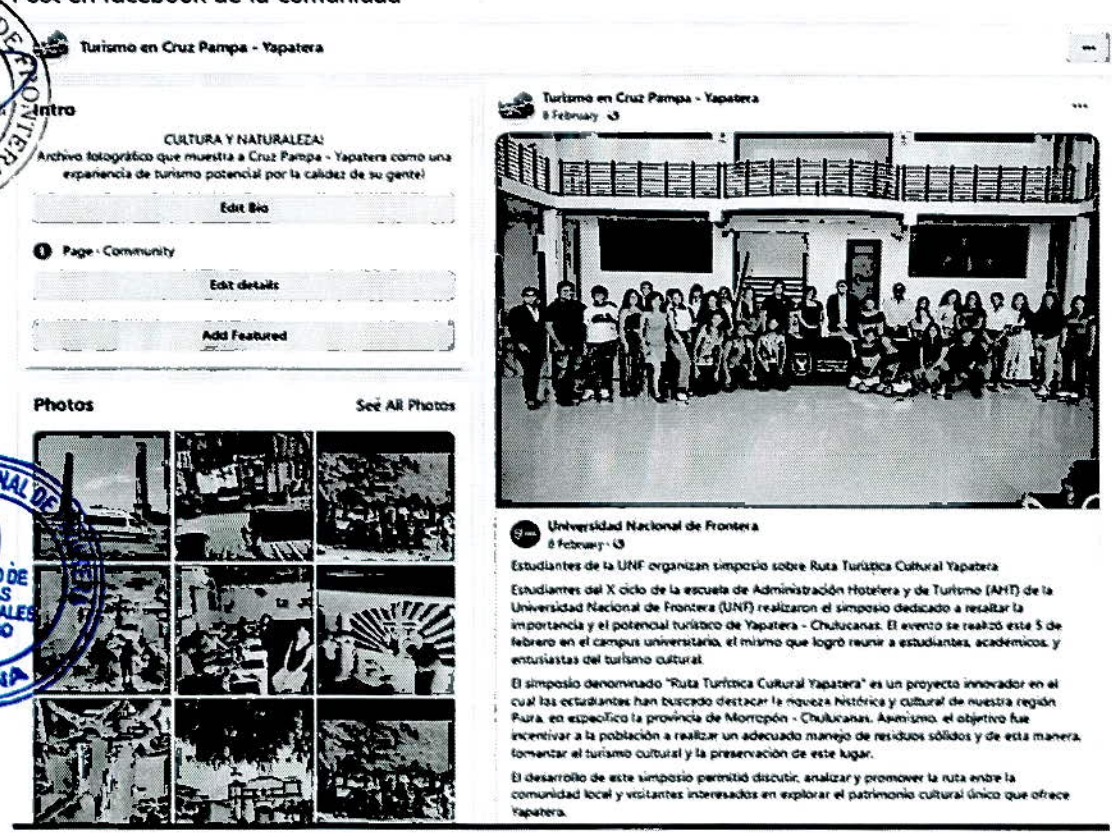 Post en facebook de la comunidad
Turismo en Cruz Pampa - Yapatera
Intro
CULTURA Y NATURALEZA!
Archivo fotográfico que muestra a Cruz Pampa - Yapatera como una
experiencia de turismo potencial por la calidez de su gente!
Edit Bio
Page · Community
Edit details
Add Featured
Photos
See All Photos
Turismo en Cruz Pampa - Yapatera
8 February
Universidad Nacional de Frontera
8 February
Estudiantes de la UNF organizan simposio sobre Ruta Turística Cultural Yapatera
Estudiantes del X ciclo de la escuela de Administración Hotelera y de Turismo (AHT) de la
Universidad Nacional de Frontera (UNF) realizaron el simposio dedicado a resaltar la
importancia y el potencial turístico de Yapatera - Chulucanas. El evento se realizó este 5 de
febrero en el campus universitario, el mismo que logró reunir a estudiantes, académicos, y
entusiastas del turismo cultural.
El simposio denominado "Ruta Turística Cultural Yapatera" es un proyecto innovador en el
cual las estudiantes han buscado destacar la riqueza histórica y cultural de nuestra región
Piura, en específico la provincia de Morropón - Chulucanas. Asimismo, el objetivo fue
incentivar a la población a realizar un adecuado manejo de residuos sólidos y de esta manera,
fomentar el turismo cultural y la preservación de este lugar.
El desarrollo de este simposio permitió discutir, analizar y promover la ruta entre la
comunidad local y visitantes interesados en explorar el patrimonio cultural único que ofrece
Yapatera.
DE FRONTER
NAL DE